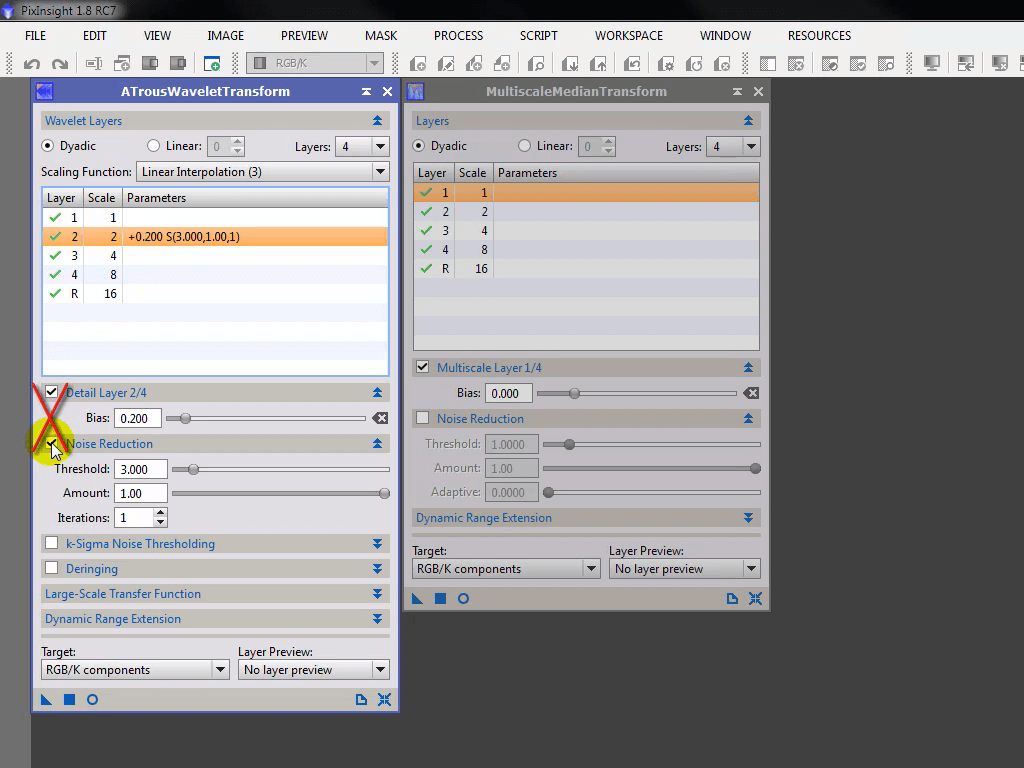 PixInsight 1.8 RC7
FILE EDIT VIEW IMAGE PREVIEW MASK PROCESS SCRIPT WORKSPACE WINDOW RESOURCES
RGB/K
ATrousWaveletTransform
Wavelet Layers
Dyadic Linear: 0 Layers: 4
Scaling Function: Linear Interpolation (3)
Layer Scale Parameters
1 1
2 2 +0.200 S(3.000,1.00,1)
3 4
4 8
R 16
Detail Layer 2/4
Bias: 0.200
Noise Reduction
Threshold: 3.000
Amount: 1.00
Iterations: 1
k-Sigma Noise Thresholding
Deringing
Large-Scale Transfer Function
Dynamic Range Extension
Target: Layer Preview:
RGB/K components No layer preview
MultiscaleMedianTransform
Layers
Dyadic Linear: 0 Layers: 4
Layer Scale Parameters
1 1
2 2
3 4
4 8
R 16
Multiscale Layer 1/4
Bias: 0.000
Noise Reduction
Threshold: 1.0000
Amount: 1.00
Adaptive: 0.0000
Dynamic Range Extension
Target: Layer Preview:
RGB/K components No layer preview